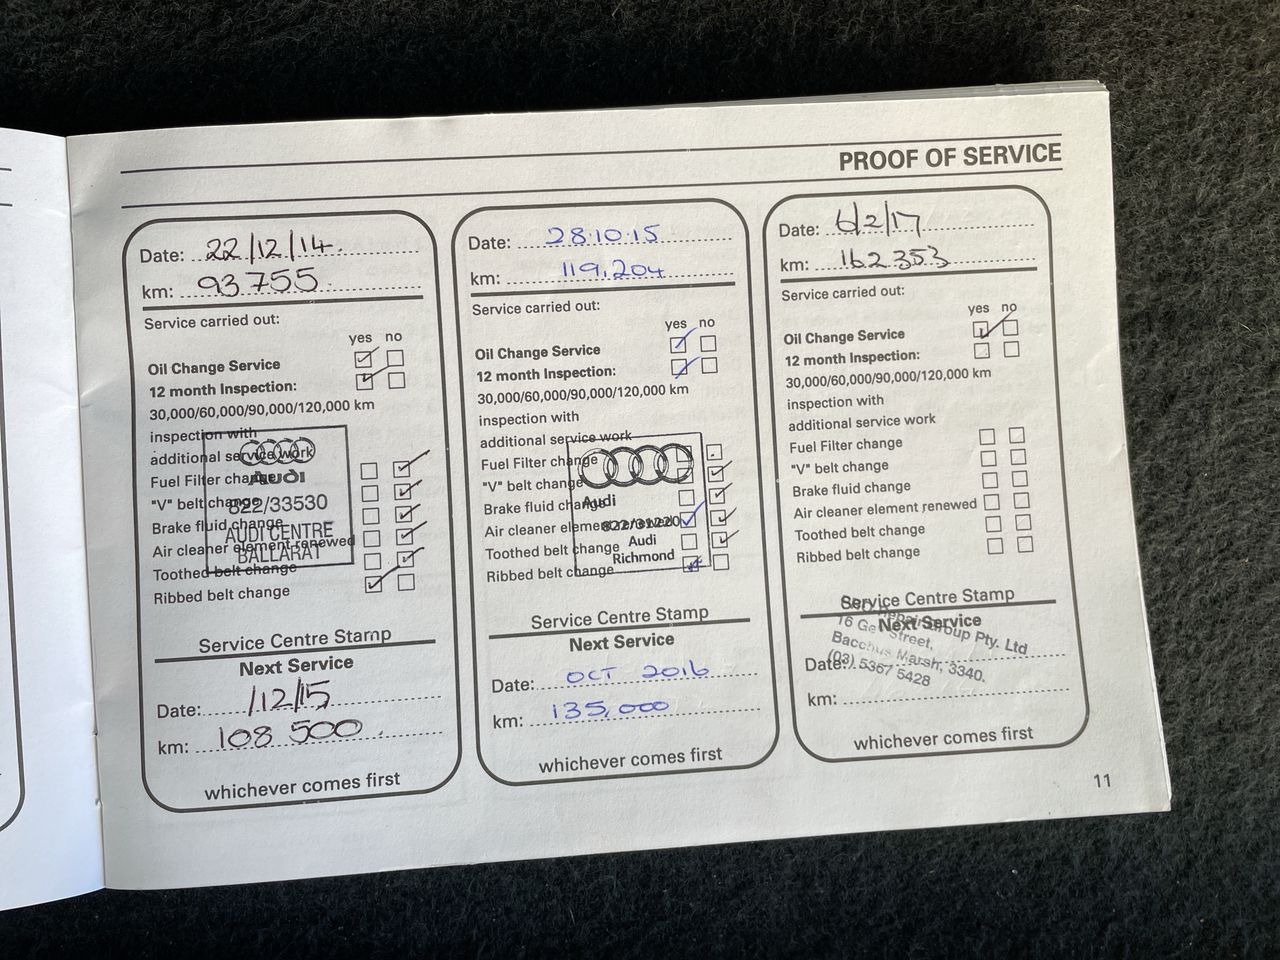 PROOF OF SERVICE
Date: 22/12/14
km: 93755
Service carried out:
yes no
Oil Change Service
12 month Inspection:
30,000/60,000/90,000/120,000 km
inspection with
additional service work
Fuel Filter change
"V" belt change
Brake fluid change
Air cleaner element renewed
Toothed belt change
Ribbed belt change
Audi
822/33530
AUDI CENTRE
BALLARAT
Service Centre Stamp
Next Service
Date: /12/15
km: 108 500
whichever comes first
Date: 28.10.15
km: 119,204
Service carried out:
yes no
Oil Change Service
12 month Inspection:
30,000/60,000/90,000/120,000 km
inspection with
additional service work
Fuel Filter change
"V" belt change
Brake fluid change
Air cleaner element renewed
Toothed belt change
Ribbed belt change
Audi
822/31220
Audi
Richmond
Service Centre Stamp
Next Service
Date: OCT 2016
km: 135,000
whichever comes first
Date: 6/2/17
km: 162353
Service carried out:
yes no
Oil Change Service
12 month Inspection:
30,000/60,000/90,000/120,000 km
inspection with
additional service work
Fuel Filter change
"V" belt change
Brake fluid change
Air cleaner element renewed
Toothed belt change
Ribbed belt change
Service Centre Stamp
Next Service
Group Pty. Ltd
16 Street,
Bacchus Marsh, 3340.
(03) 5367 5428
Date:
km:
whichever comes first
11